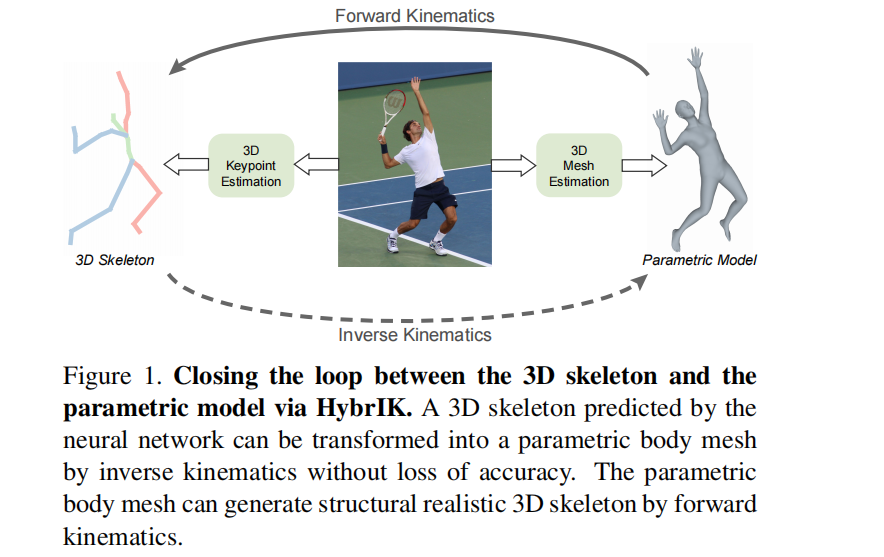 Forward Kinematics
3D
Keypoint
Estimation
3D
Mesh
Estimation
3D Skeleton
Parametric Model
Inverse Kinematics
Figure 1. Closing the loop between the 3D skeleton and the
parametric model via HybrIK. A 3D skeleton predicted by the
neural network can be transformed into a parametric body mesh
by inverse kinematics without loss of accuracy. The parametric
body mesh can generate structural realistic 3D skeleton by forward
kinematics.